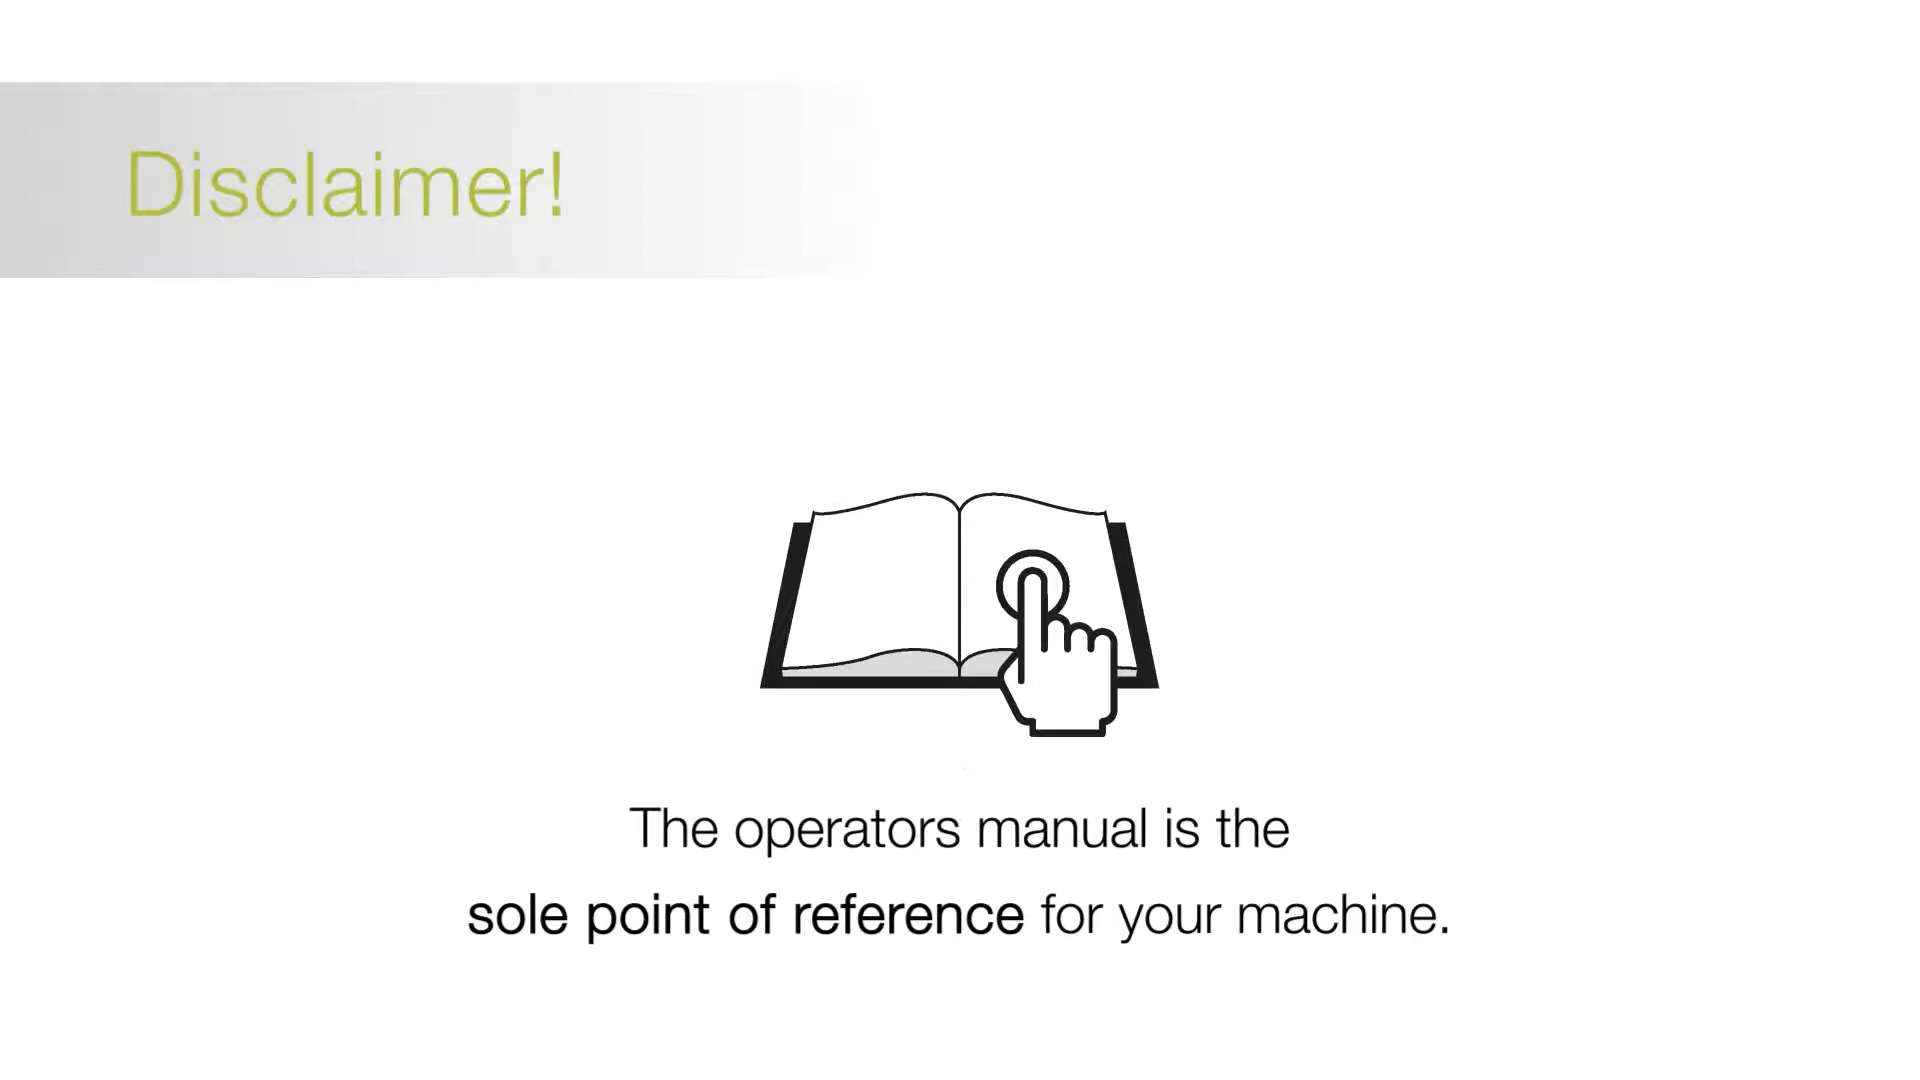 Disclaimer!
The operators manual is the
sole point of reference for your machine.